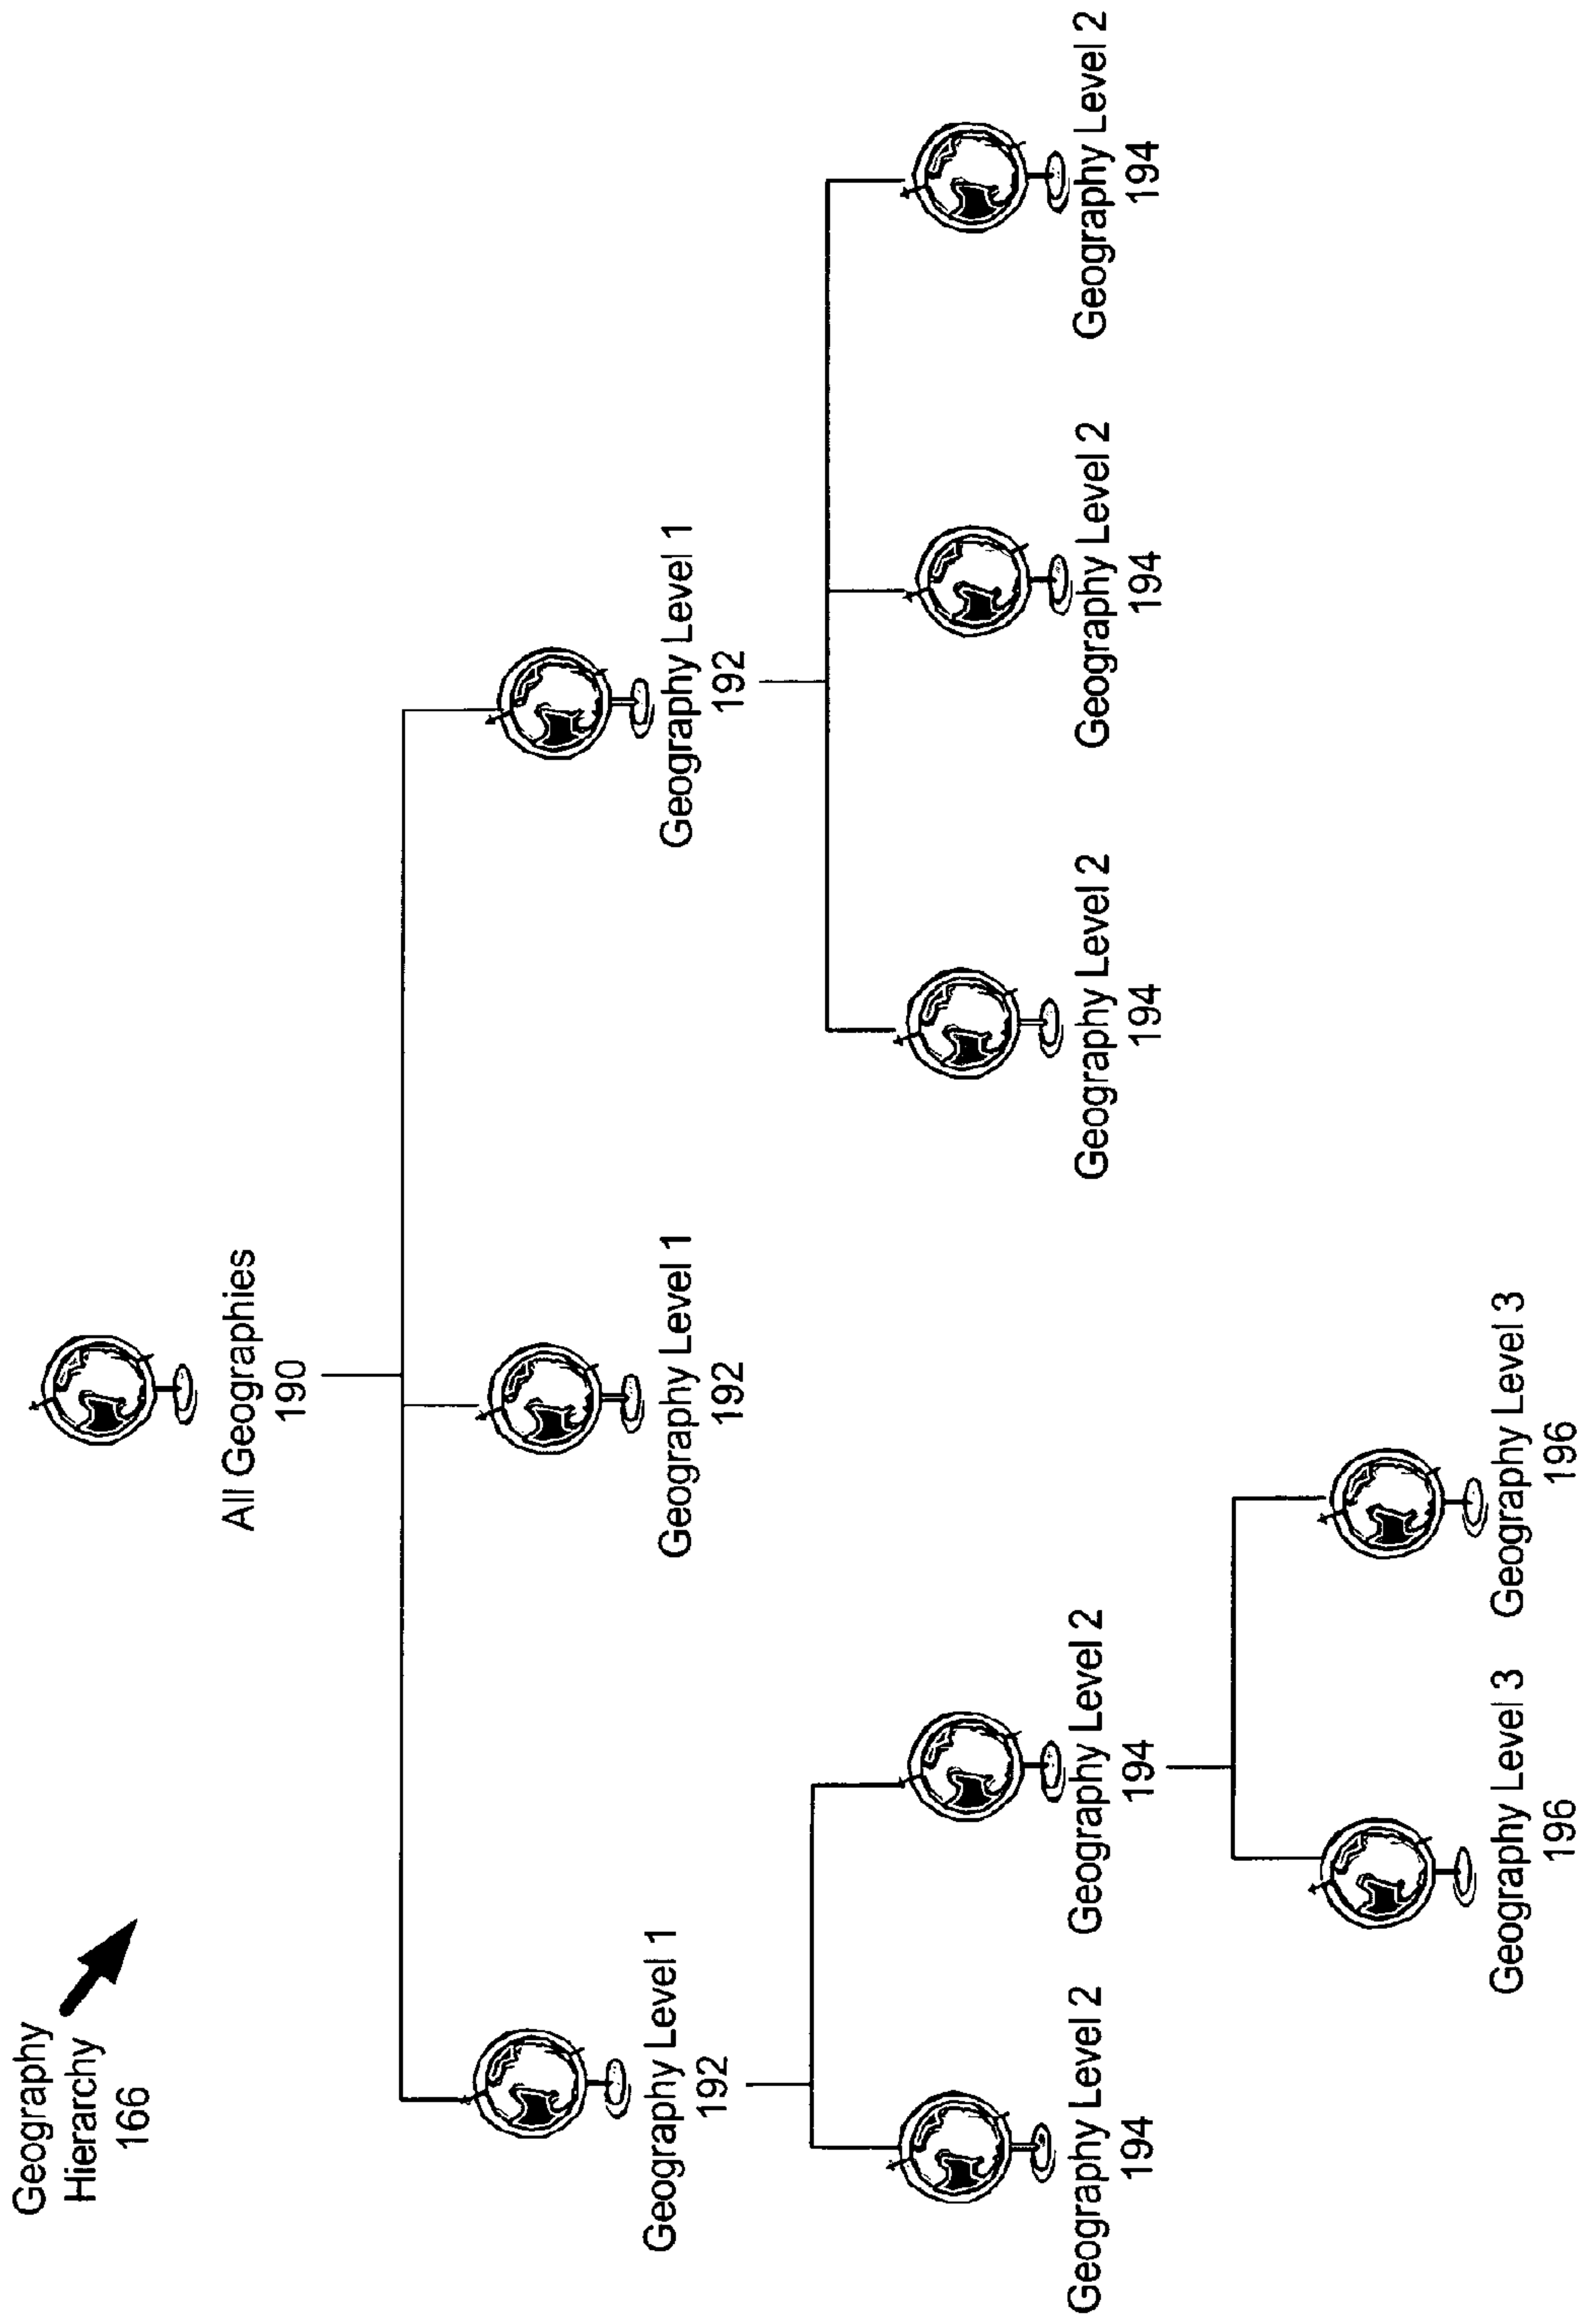 Geography
Hierarchy
166
All Geographies
190
Geography Level 1
192
Geography Level 1
192
Geography Level 1
192
Geography Level 2
194
Geography Level 2
194
Geography Level 2
194
Geography Level 2
194
Geography Level 2
194
Geography Level 3
196
Geography Level 3
196